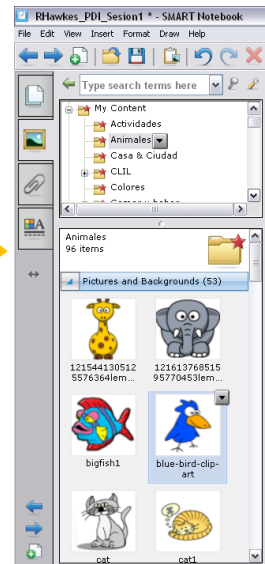 RHawkes_PDI_Sesion1 * - SMART Notebook
File Edit View Insert Format Draw Help
Type search terms here
My Content
Actividades
Animales
Casa & Ciudad
CLIL
Colores
Comer y beber
Animales
96 items
Pictures and Backgrounds (53)
121544130512
5576364lem...
121613768515
95770453lem...
bigfish1
blue-bird-clip-
art
cat
cat1